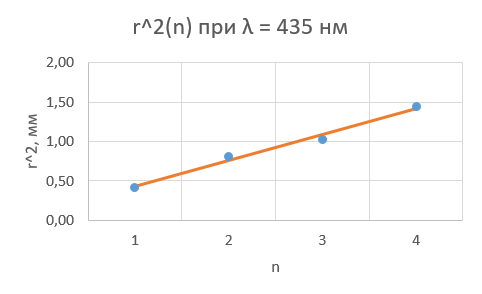 r^2(n) при λ = 435 нм
2,00
1,50
1,00
0,50
0,00
r^2, мм
1 2 3 4
n